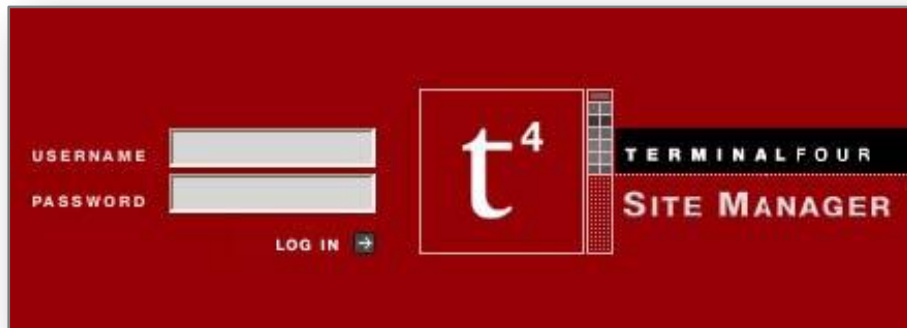 USERNAME
PASSWORD
LOG IN
t4
TERMINALFOUR
SITE MANAGER